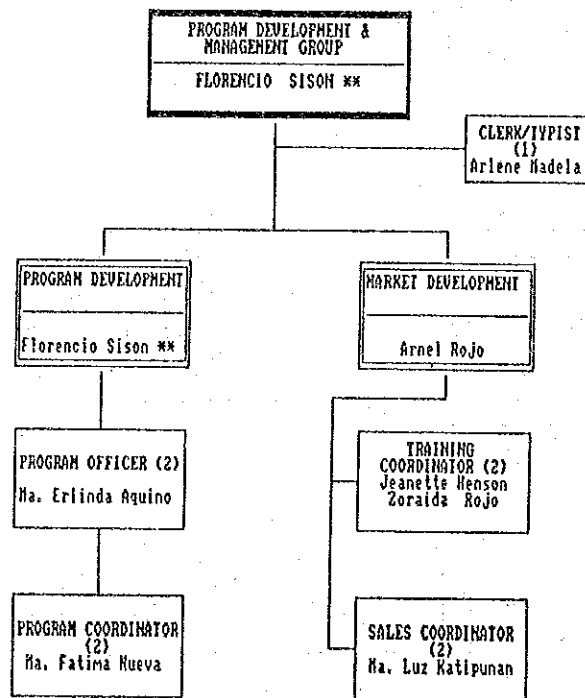 PROGRAM DEVELOPMENT &
MANAGEMENT GROUP
FLORENCIO SISON **
CLERK/TYPIST
(1)
Arlene Madela
PROGRAM DEVELOPMENT
Florencio Sison **
MARKET DEVELOPMENT
Arnel Rojo
PROGRAM OFFICER (2)
Ma. Erlinda Aquino
TRAINING
COORDINATOR (2)
Jeanette Henson
Zoraida Rojo
PROGRAM COORDINATOR
(2)
Ma. Fatima Nueva
SALES COORDINATOR
(2)
Ma. Luz Katipunan